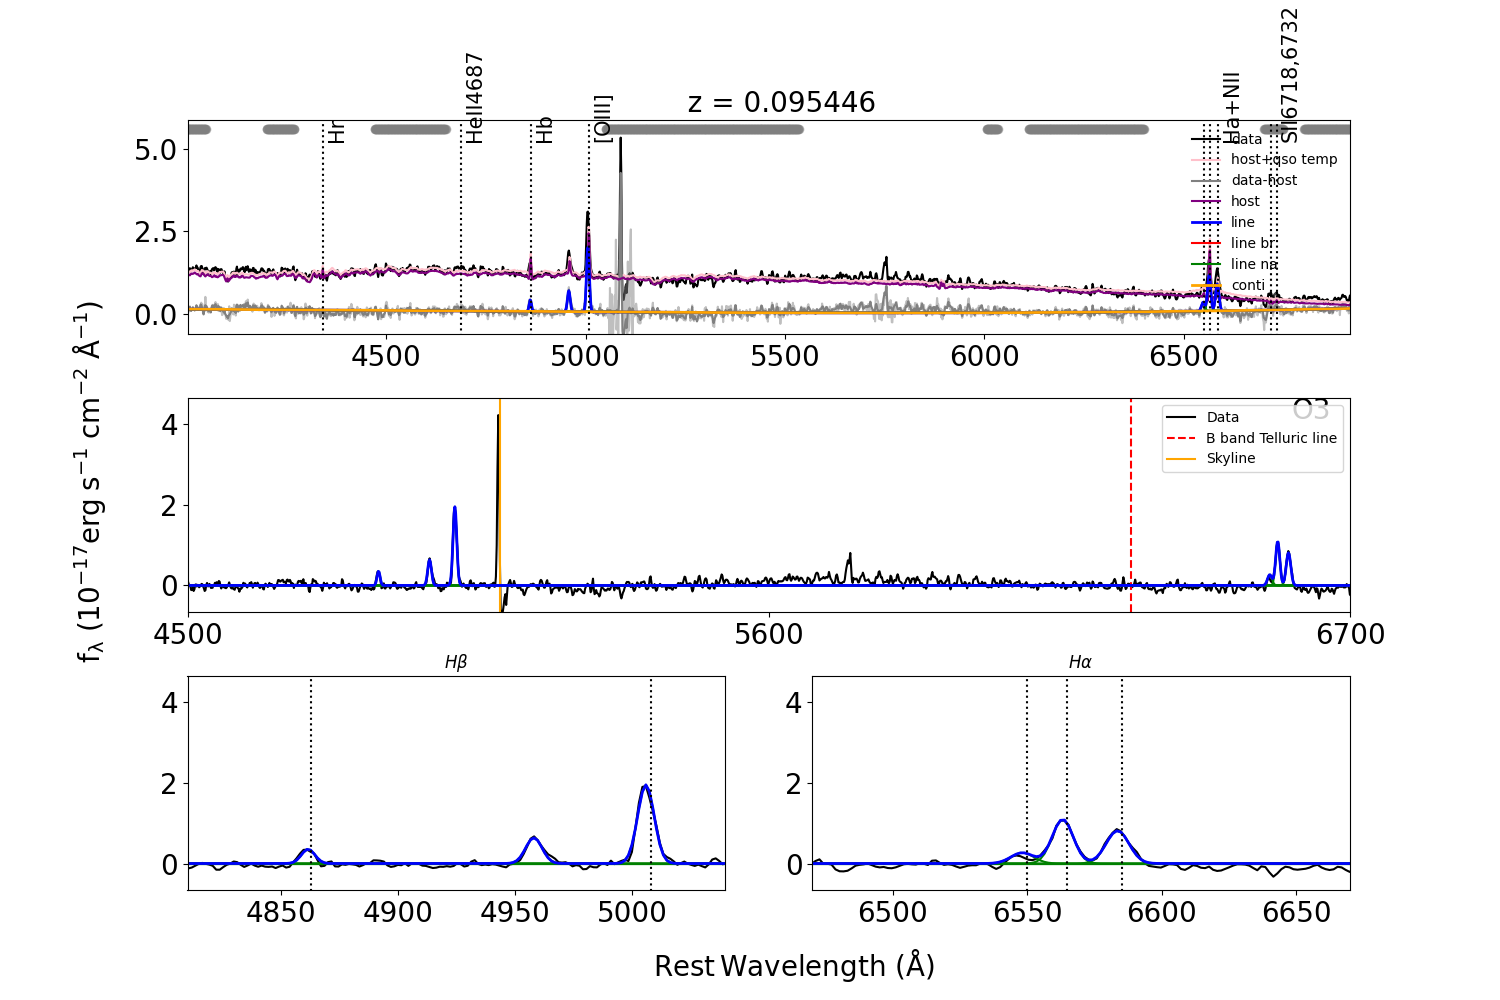 z = 0.095446
Hr
HeII4687
Hb
[OIII]
Ha+NII
SII6718,6732
data
host+qso temp
data-host
host
line
line br
line na
conti
5.0
2.5
0.0
4500 5000 5500 6000 6500
O3
Data
B band Telluric line
Skyline
4
2
0
4500 5600 6700
fλ (10⁻¹⁷erg s⁻¹ cm⁻² Å⁻¹)
Hβ
4
2
0
4850 4900 4950 5000
Hα
4
2
0
6500 6550 6600 6650
Rest Wavelength (Å)